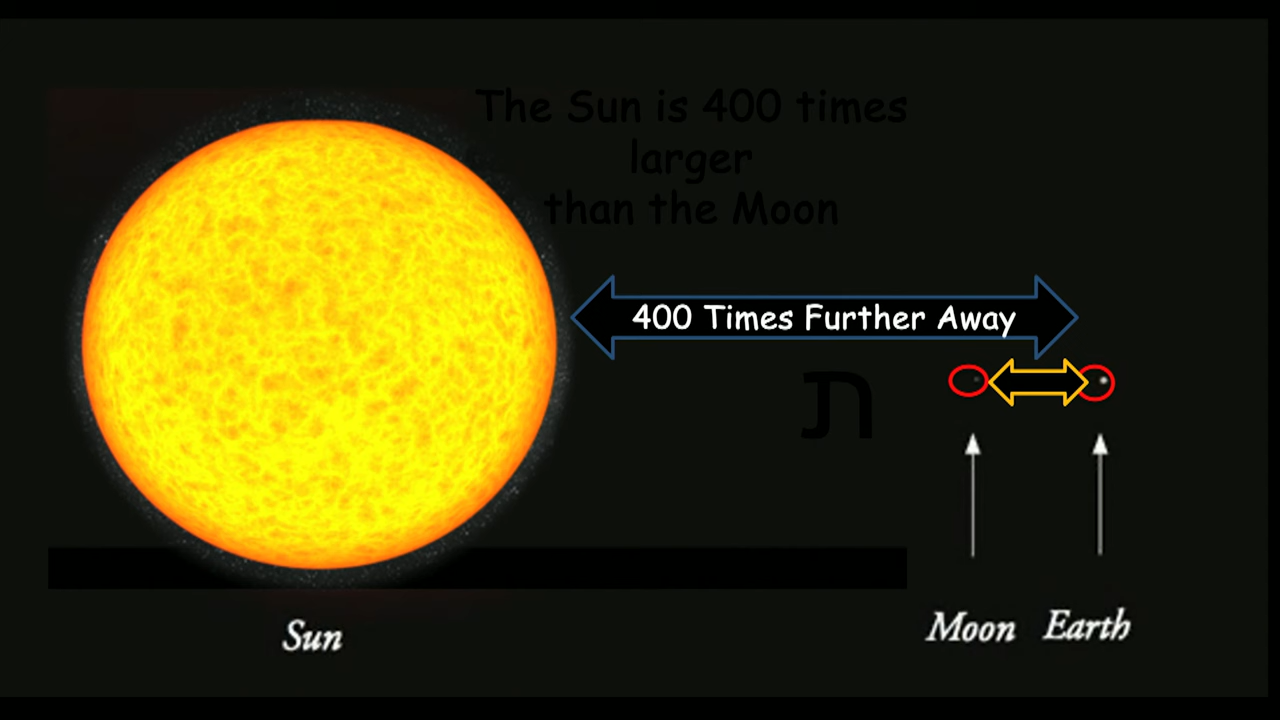 The Sun is 400 times
larger
than the Moon
400 Times Further Away
ת
Sun
Moon Earth